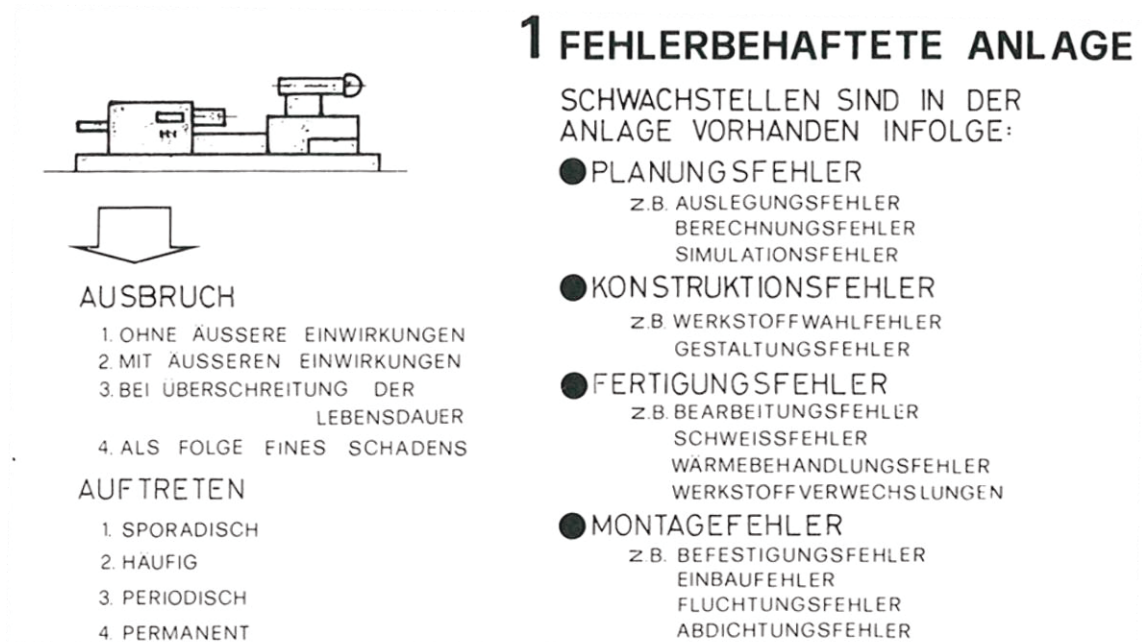 1 FEHLERBEHAFTETE ANLAGE
SCHWACHSTELLEN SIND IN DER
ANLAGE VORHANDEN INFOLGE:
● PLANUNGSFEHLER
Z.B. AUSLEGUNGSFEHLER
BERECHNUNGSFEHLER
SIMULATIONSFEHLER
● KONSTRUKTIONSFEHLER
Z.B. WERKSTOFFWAHLFEHLER
GESTALTUNGSFEHLER
● FERTIGUNGSFEHLER
Z.B. BEARBEITUNGSFEHLER
SCHWEISSFEHLER
WÄRMEBEHANDLUNGSFEHLER
WERKSTOFFVERWECHSLUNGEN
● MONTAGEFEHLER
Z.B. BEFESTIGUNGSFEHLER
EINBAUFEHLER
FLUCHTUNGSFEHLER
ABDICHTUNGSFEHLER
AUSBRUCH
1. OHNE ÄUSSERE EINWIRKUNGEN
2. MIT ÄUSSEREN EINWIRKUNGEN
3. BEI ÜBERSCHREITUNG DER
LEBENSDAUER
4. ALS FOLGE EINES SCHADENS
AUFTRETEN
1. SPORADISCH
2. HÄUFIG
3. PERIODISCH
4. PERMANENT